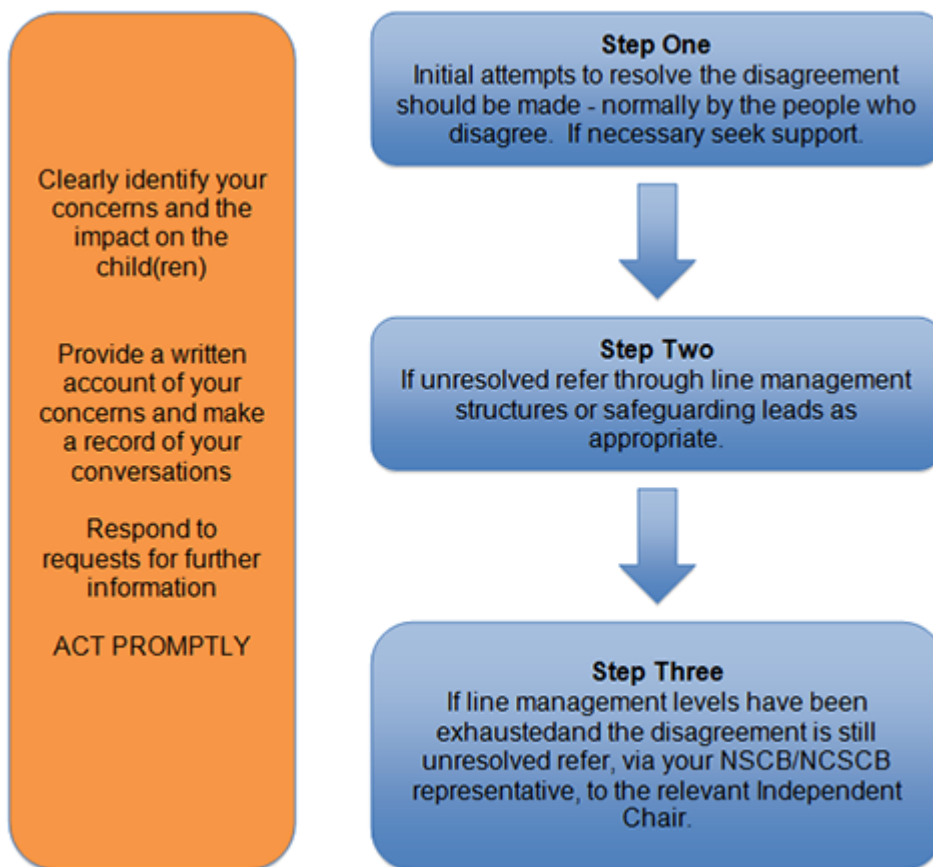 Clearly identify your
concerns and the
impact on the
child(ren)
Provide a written
account of your
concerns and make
a record of your
conversations
Respond to
requests for further
information
ACT PROMPTLY
Step One
Initial attempts to resolve the disagreement
should be made - normally by the people who
disagree.  If necessary seek support.
Step Two
If unresolved refer through line management
structures or safeguarding leads as
appropriate.
Step Three
If line management levels have been
exhaustedand the disagreement is still
unresolved refer, via your NSCB/NCSCB
representative, to the relevant Independent
Chair.